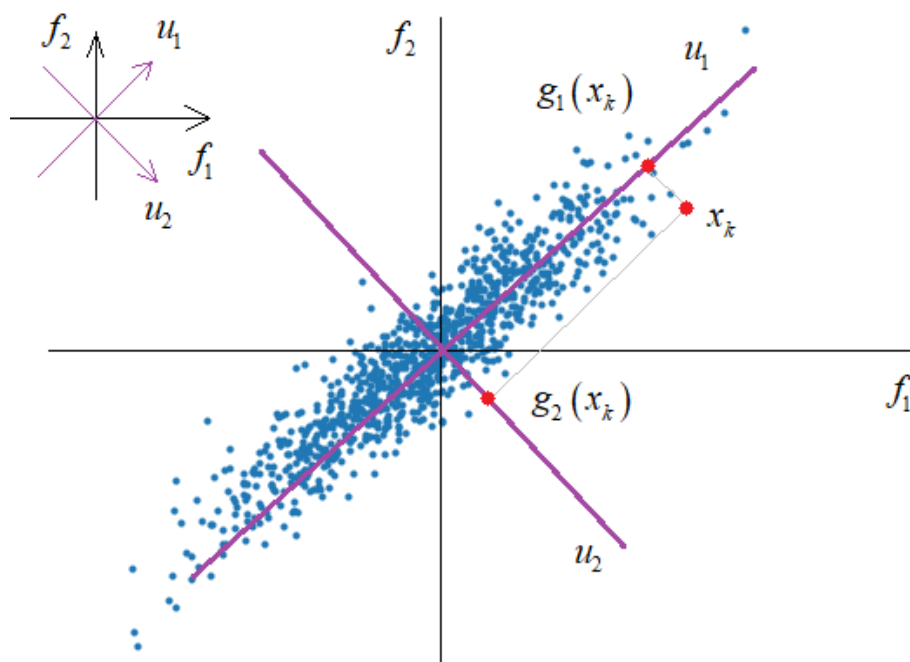 f₂ u₁
f₁
u₂
f₂
u₁
g₁(xₖ)
xₖ
f₁
g₂(xₖ)
u₂